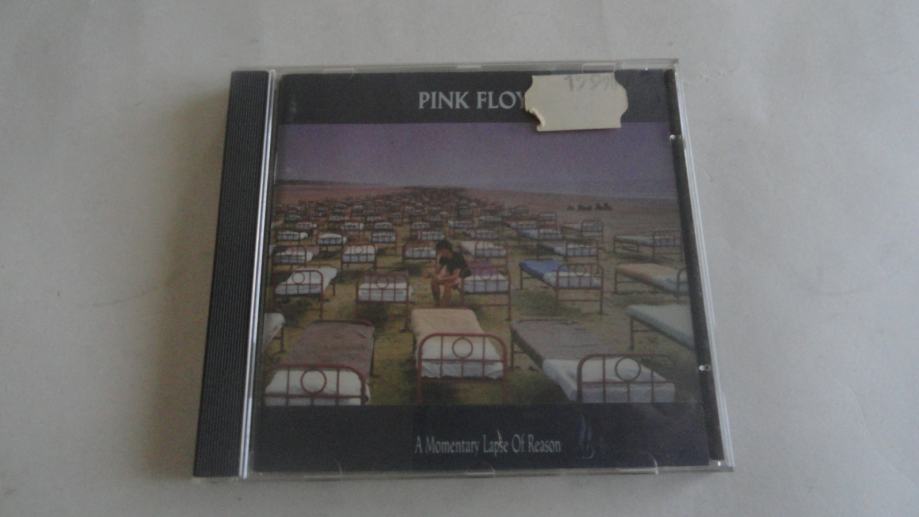 PINK FLOY
A Momentary Lapse Of Reason